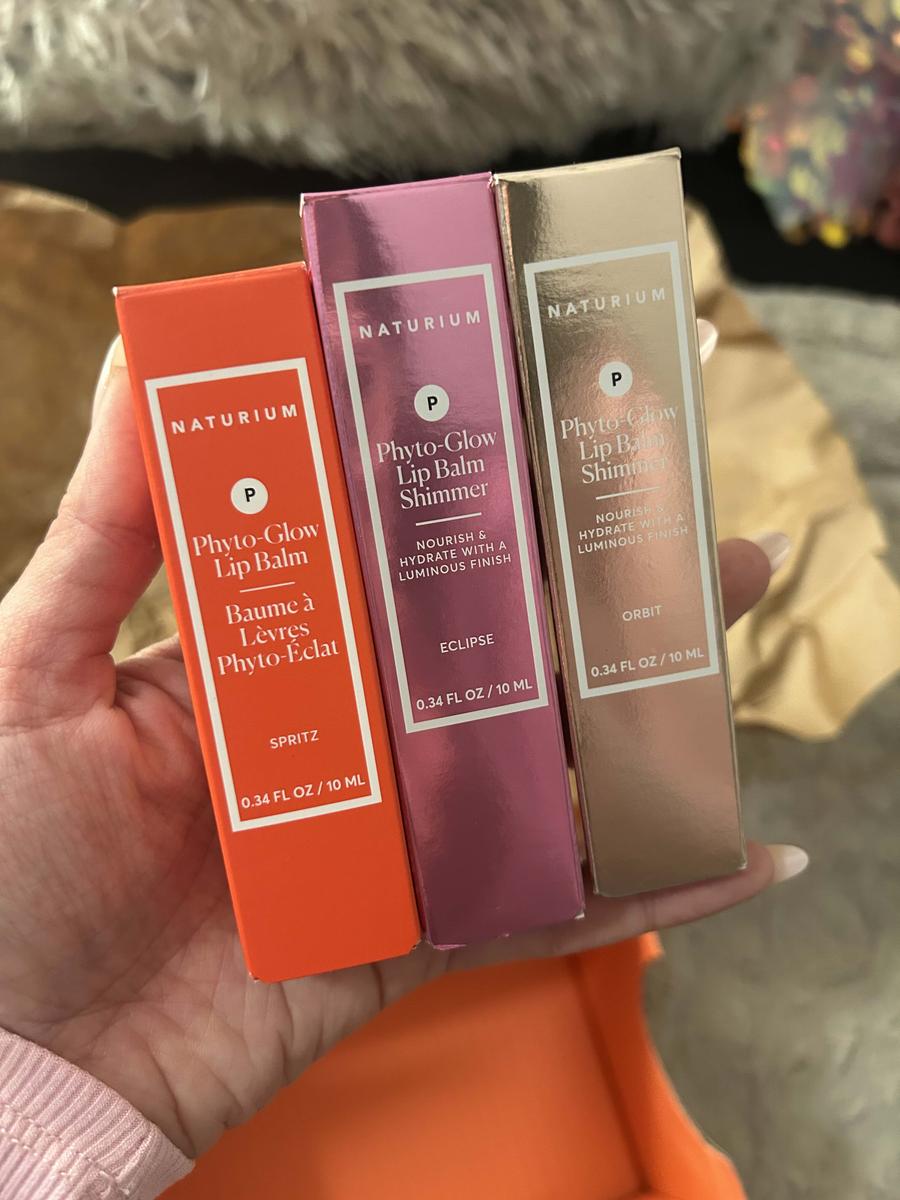 NATURIUM
P
Phyto-Glow
Lip Balm
Baume à
Lèvres
Phyto-Éclat
SPRITZ
0.34 FL OZ / 10 ML
NATURIUM
P
Phyto-Glow
Lip Balm
Shimmer
NOURISH &
HYDRATE WITH A
LUMINOUS FINISH
ECLIPSE
0.34 FL OZ / 10 ML
NATURIUM
P
Phyto-Glow
Lip Balm
Shimmer
NOURISH &
HYDRATE WITH A
LUMINOUS FINISH
ORBIT
0.34 FL OZ / 10 ML